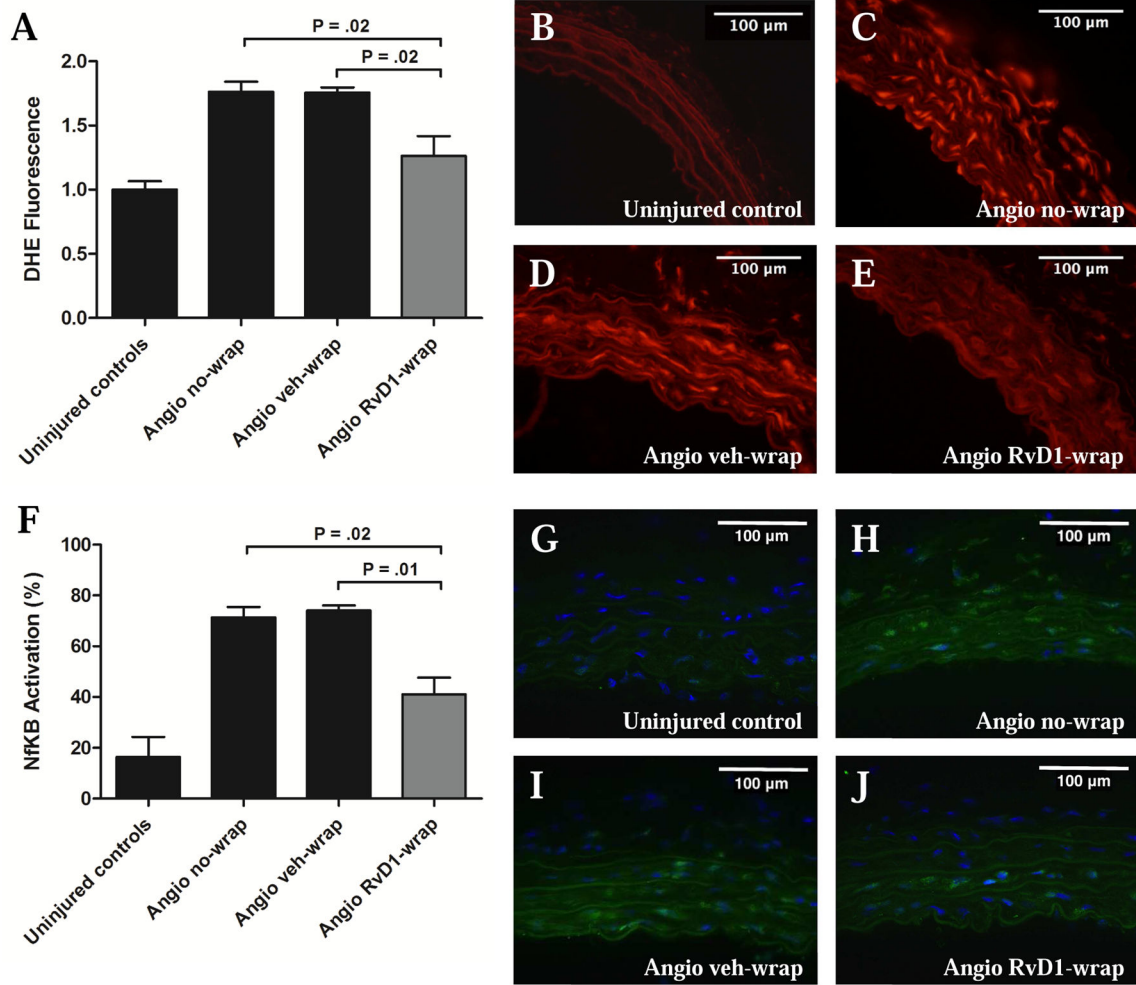 A
P = .02
P = .02
DHE Fluorescence
2.0
1.5
1.0
0.5
0.0
Uninjured controls
Angio no-wrap
Angio veh-wrap
Angio RvD1-wrap
B
100 μm
Uninjured control
C
100 μm
Angio no-wrap
D
100 μm
Angio veh-wrap
E
100 μm
Angio RvD1-wrap
F
P = .02
P = .01
NfKB Activation (%)
100
80
60
40
20
0
Uninjured controls
Angio no-wrap
Angio veh-wrap
Angio RvD1-wrap
G
100 μm
Uninjured control
H
100 μm
Angio no-wrap
I
100 μm
Angio veh-wrap
J
100 μm
Angio RvD1-wrap